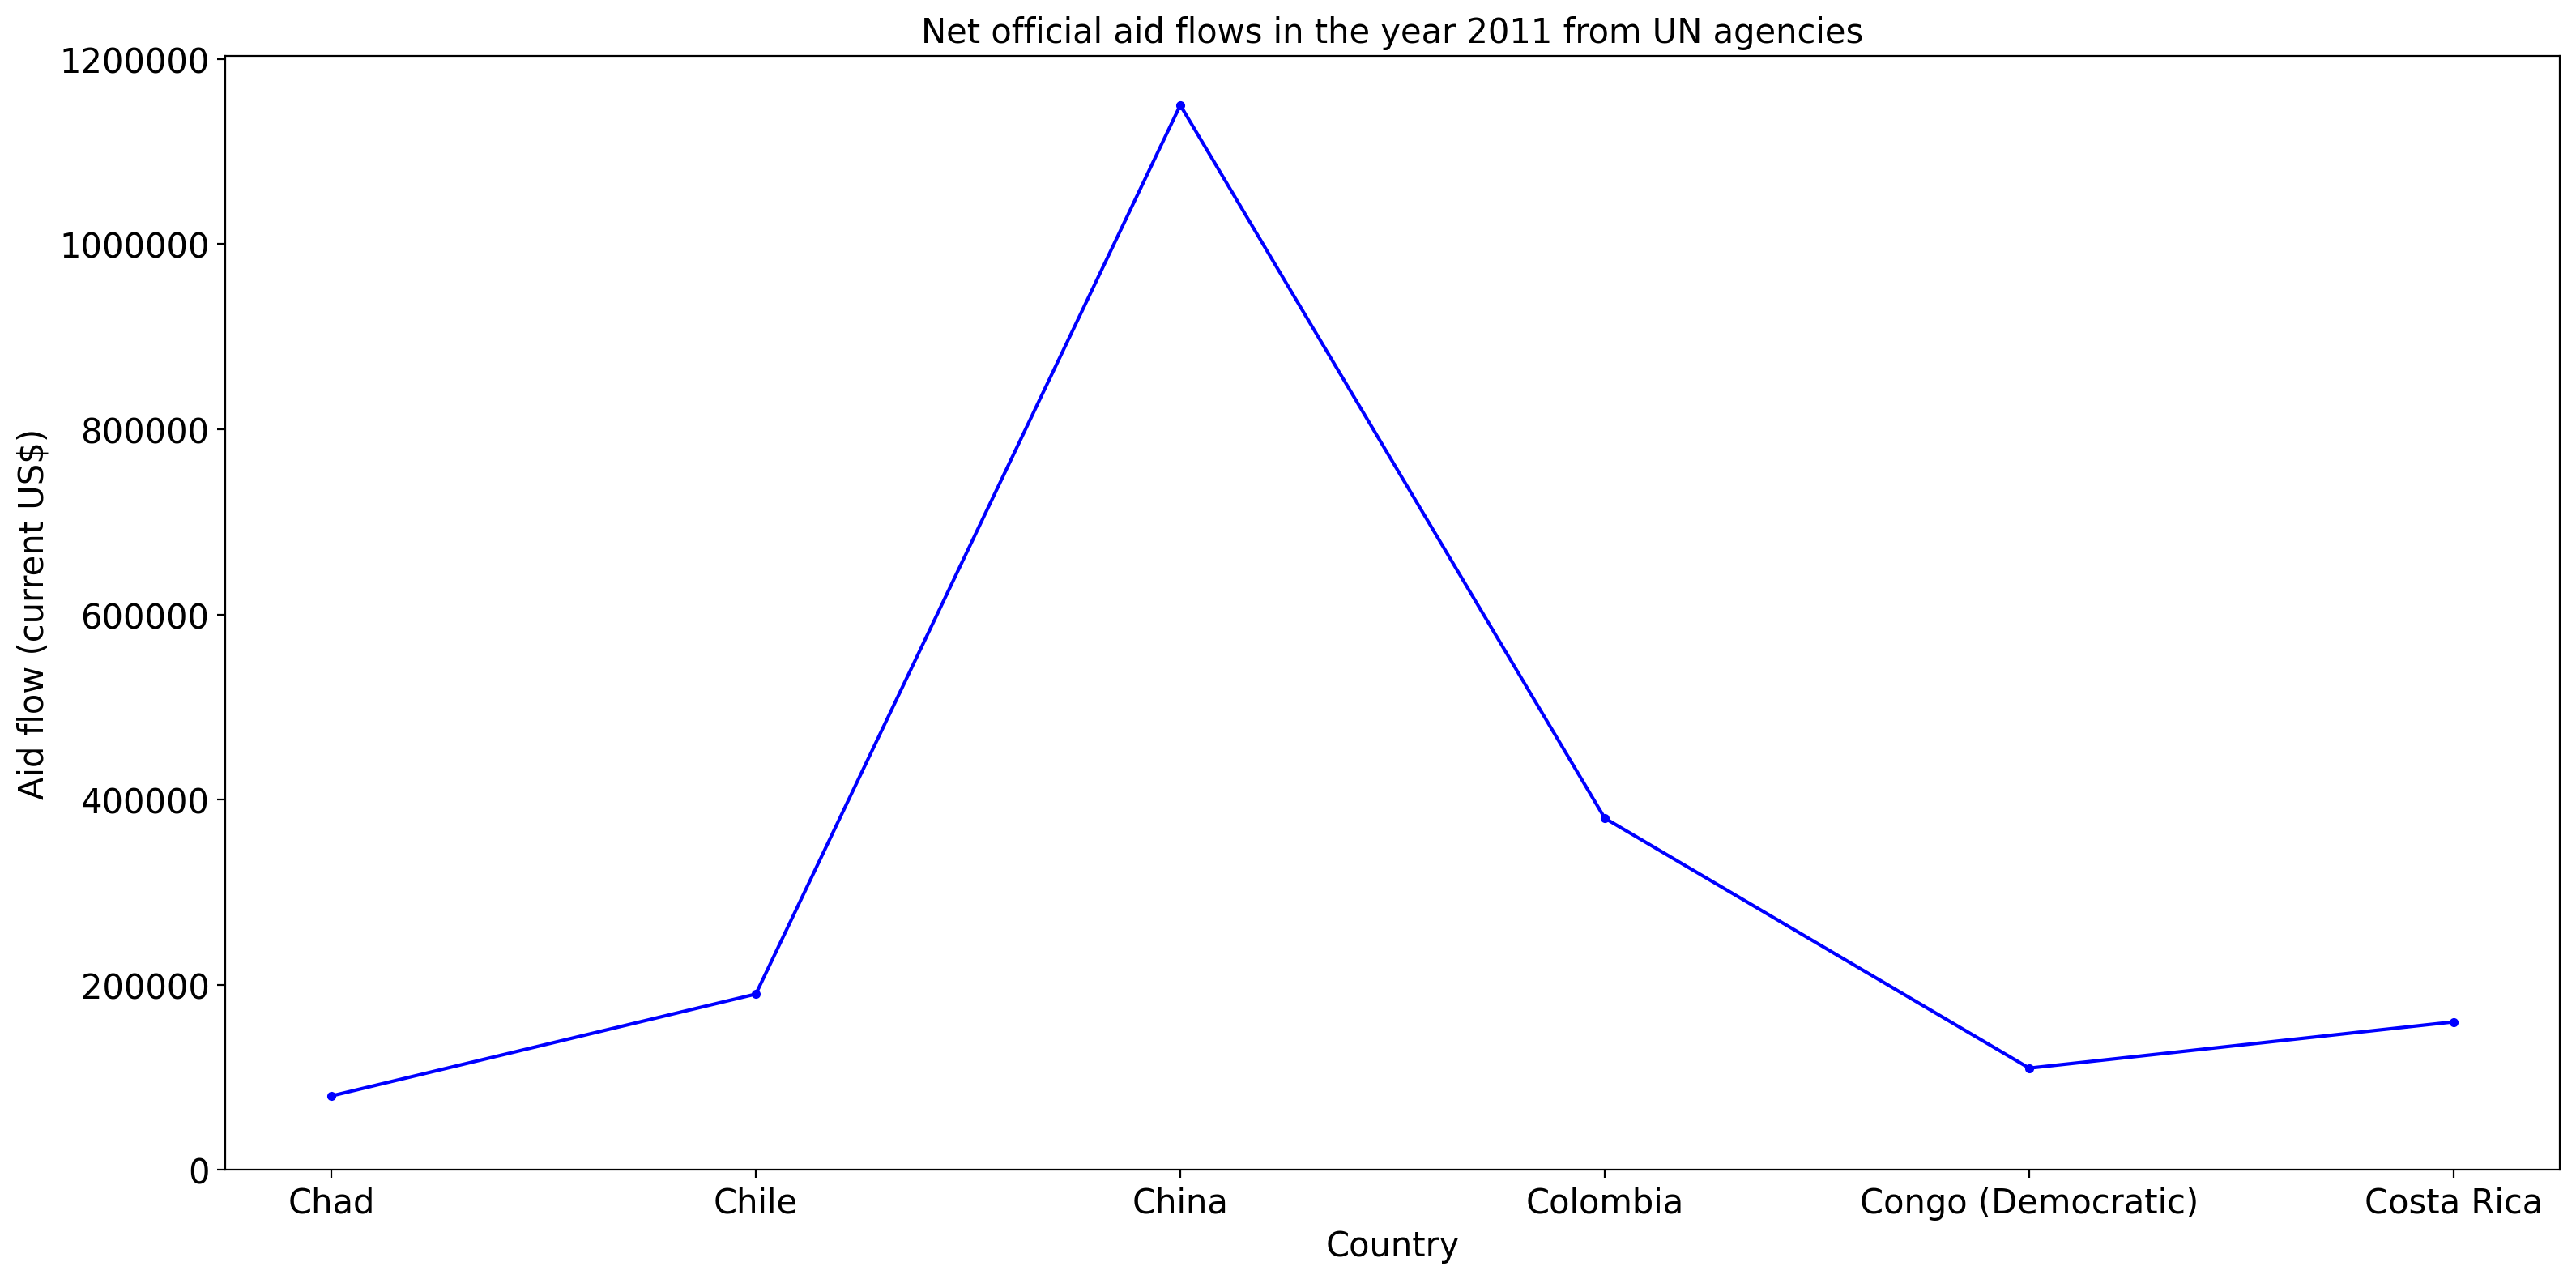 Net official aid flows in the year 2011 from UN agencies
Aid flow (current US$)
1200000
1000000
800000
600000
400000
200000
0
Chad Chile China Colombia Congo (Democratic) Costa Rica
Country